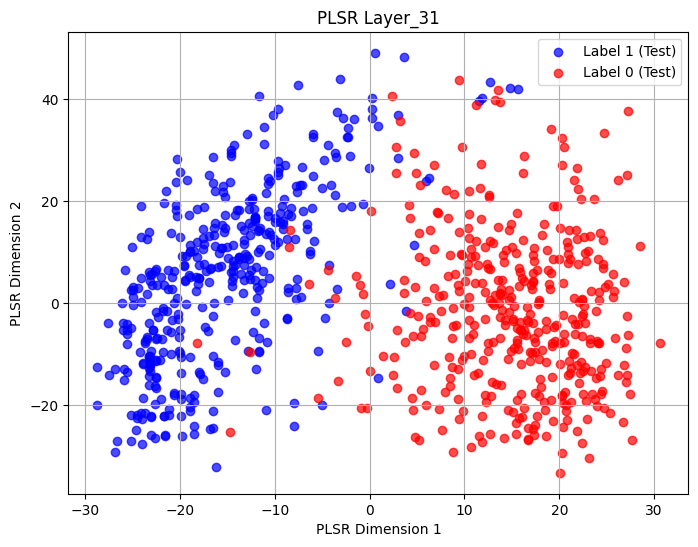 PLSR Layer_31
Label 1 (Test)
Label 0 (Test)
PLSR Dimension 2
40
20
0
−20
−30
−20
−10
0
10
20
30
PLSR Dimension 1